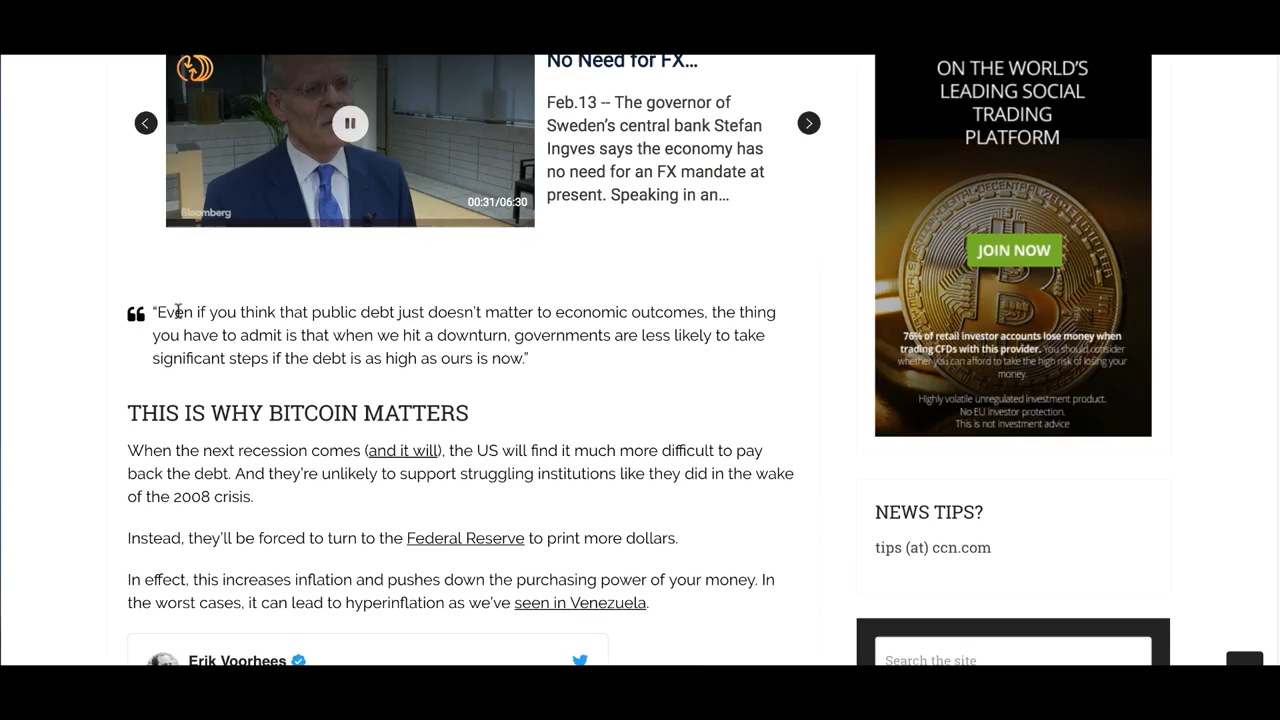 No Need for FX...
Feb.13 -- The governor of
Sweden's central bank Stefan
Ingves says the economy has
no need for an FX mandate at
present. Speaking in an...
00:31/06:30
Bloomberg
“Even if you think that public debt just doesn't matter to economic outcomes, the thing
you have to admit is that when we hit a downturn, governments are less likely to take
significant steps if the debt is as high as ours is now.”
THIS IS WHY BITCOIN MATTERS
When the next recession comes (and it will), the US will find it much more difficult to pay
back the debt. And they're unlikely to support struggling institutions like they did in the wake
of the 2008 crisis.
Instead, they'll be forced to turn to the Federal Reserve to print more dollars.
In effect, this increases inflation and pushes down the purchasing power of your money. In
the worst cases, it can lead to hyperinflation as we've seen in Venezuela.
Erik Voorhees
ON THE WORLD'S
LEADING SOCIAL
TRADING
PLATFORM
JOIN NOW
76% of retail investor accounts lose money when
trading CFDs with this provider. You should consider
whether you can afford to take the high risk of losing your
money.
Highly volatile unregulated investment product.
No EU investor protection.
This is not investment advice
NEWS TIPS?
tips (at) ccn.com
Search the site